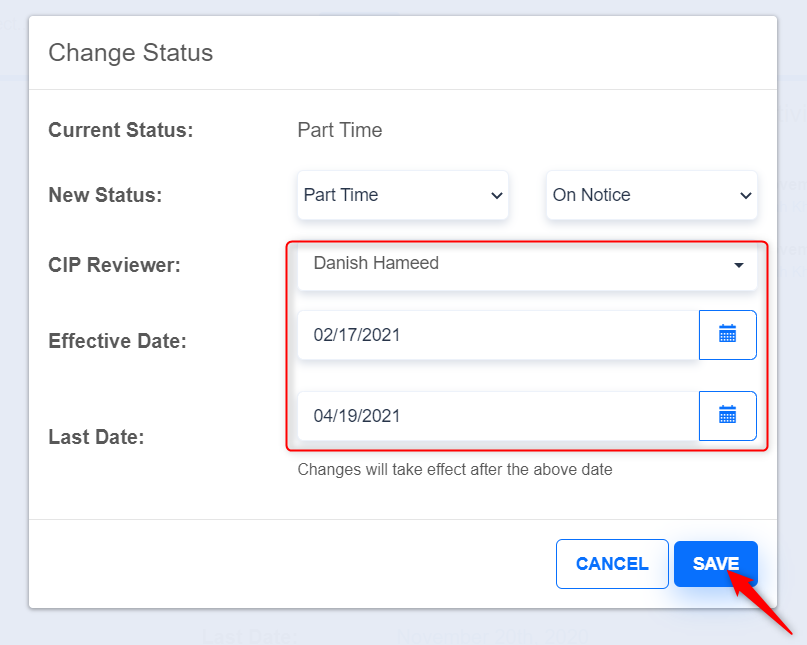 Change Status
Current Status: Part Time
New Status: Part Time On Notice
CIP Reviewer: Danish Hameed
Effective Date: 02/17/2021
Last Date: 04/19/2021
Changes will take effect after the above date
CANCEL SAVE
Last Date: November 20th, 2020